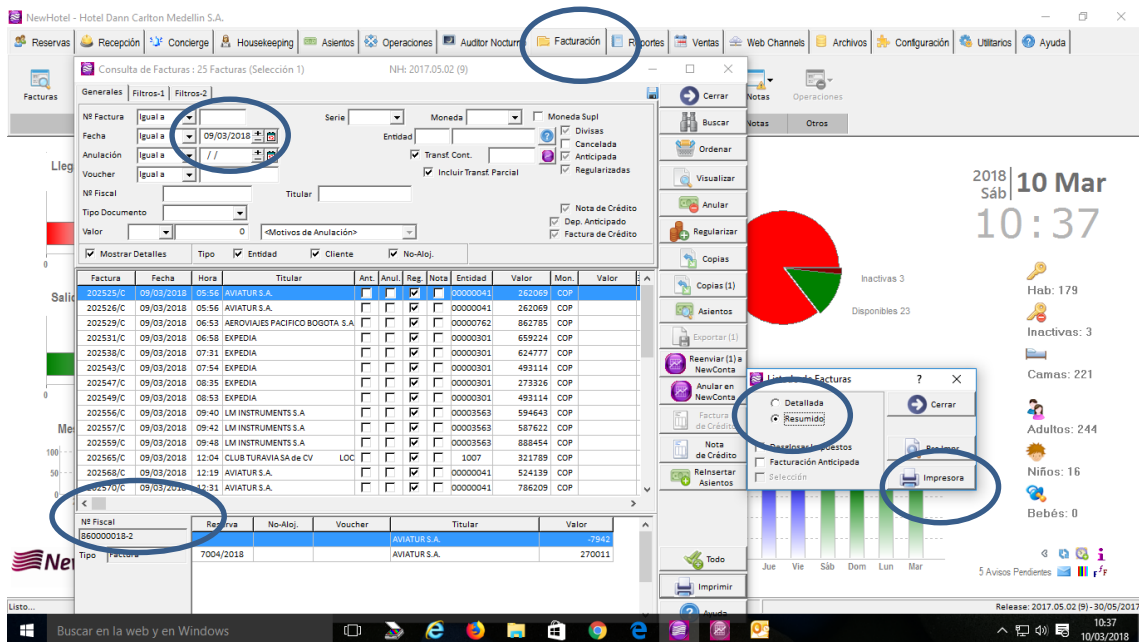 NewHotel - Hotel Dann Carlton Medellin S.A.
Reservas Recepción Concierge Housekeeping Asientos Operaciones Auditor Nocturno Facturación Reportes Ventas Web Channels Archivos Configuración Utilitarios Ayuda
Facturas
Notas Operaciones
Notas Otros
Consulta de Facturas : 25 Facturas (Selección 1) NH: 2017.05.02 (9)
Generales Filtros-1 Filtros-2
Nº Factura Igual a Serie Moneda Moneda Supl
Fecha Igual a 09/03/2018 Entidad Divisas
Cancelada
Anulación Igual a / / Transf. Cont. Anticipada
Voucher Igual a Incluir Transf. Parcial Regularizadas
Nº Fiscal Titular
Tipo Documento Nota de Crédito
Dep. Anticipado
Valor 0 <Motivos de Anulación> Factura de Crédito
Mostrar Detalles Tipo Entidad Cliente No-Aloj.
Factura Fecha Hora Titular Ant. Anul. Reg. Nota Entidad Valor Mon. Valor
202525/C 09/03/2018 05:56 AVIATUR S.A. 00000041 262069 COP
202526/C 09/03/2018 05:56 AVIATUR S.A. 00000041 262069 COP
202529/C 09/03/2018 06:53 AEROVIAJES PACIFICO BOGOTA S.A 00000762 862785 COP
202531/C 09/03/2018 06:58 EXPEDIA 00000301 659224 COP
202538/C 09/03/2018 07:31 EXPEDIA 00000301 624777 COP
202543/C 09/03/2018 07:54 EXPEDIA 00000301 493114 COP
202547/C 09/03/2018 08:35 EXPEDIA 00000301 273326 COP
202549/C 09/03/2018 08:53 EXPEDIA 00000301 493114 COP
202556/C 09/03/2018 09:40 LM INSTRUMENTS S.A 00003563 594643 COP
202557/C 09/03/2018 09:42 LM INSTRUMENTS S.A 00003563 587622 COP
202559/C 09/03/2018 09:48 LM INSTRUMENTS S.A 00003563 888454 COP
202565/C 09/03/2018 12:04 CLUB TURAVIA SA de CV LOC 1007 321789 COP
202568/C 09/03/2018 12:19 AVIATUR S.A. 00000041 524139 COP
202570/C 09/03/2018 12:31 AVIATUR S.A. 00000041 786209 COP
Nº Fiscal
860000018-2
Tipo Factura
Reserva No-Aloj. Voucher Titular Valor
AVIATUR S.A. -7942
7004/2018 AVIATUR S.A. 270011
Cerrar
Buscar
Ordenar
Visualizar
Anular
Regularizar
Copias
Copias (1)
Asientos
Exportar (1)
Reenviar (1) a
NewConta
Anular en
NewConta
Factura
de Crédito
Nota
de Crédito
ReInsertar
Asientos
Todo
Imprimir
Ayuda
Listado de Facturas ? X
Detallada
Resumido
Desglosar Impuestos
Facturación Anticipada
Selección
Cerrar
Impresora
Lleg
0
Salid
0
Me
100
50
0
Inactivas 3
Disponibles 23
Jue Vie Sáb Dom Lun Mar
2018
Sáb
10 Mar
10:37
Hab: 179
Inactivas: 3
Camas: 221
Adultos: 244
Niños: 16
Bebés: 0
5 Avisos Pendientes
New
Listo...
Release: 2017.05.02 (9) - 30/05/2017
Buscar en la web y en Windows
10:37
10/03/2018